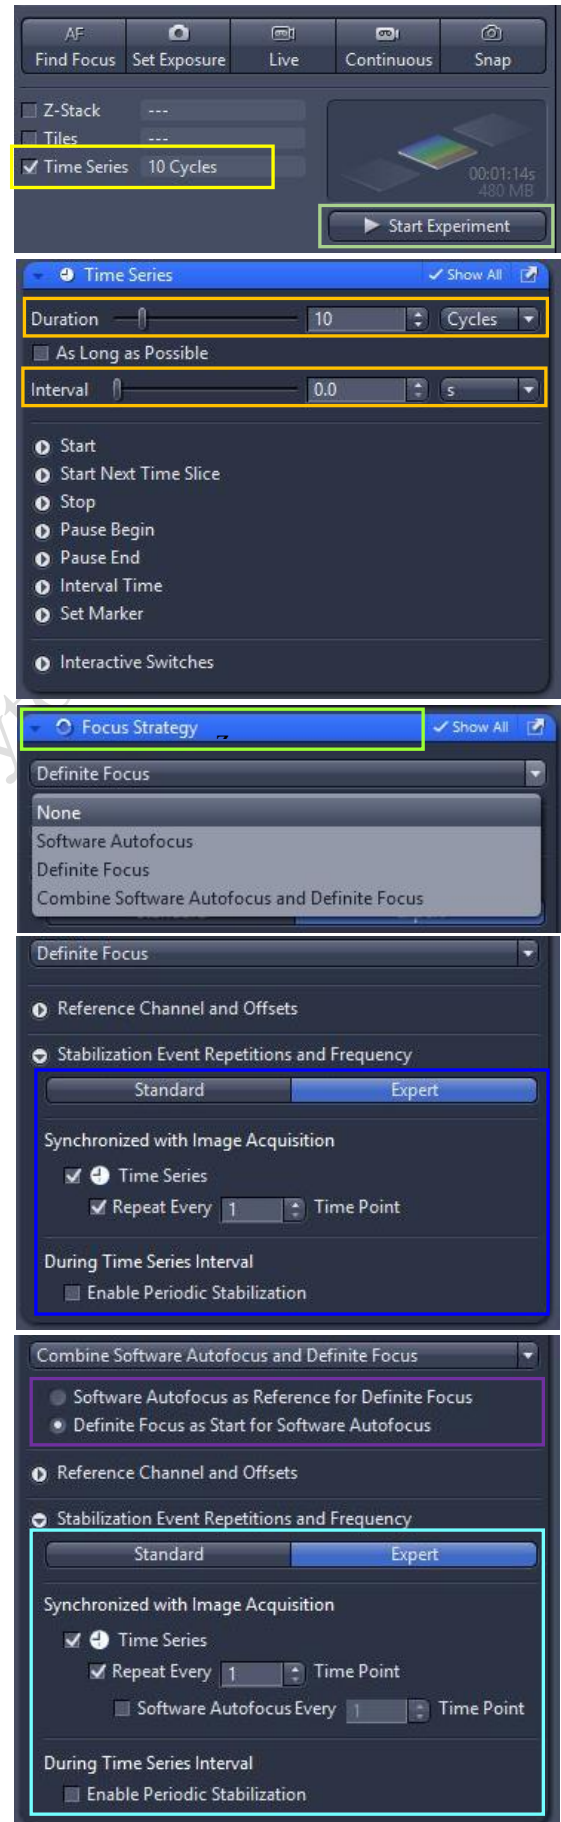 AF
Find Focus Set Exposure Live Continuous Snap
Z-Stack ---
Tiles ---
Time Series 10 Cycles
00:01:14s
480 MB
Start Experiment
Time Series Show All
Duration 10 Cycles
As Long as Possible
Interval 0.0 s
Start
Start Next Time Slice
Stop
Pause Begin
Pause End
Interval Time
Set Marker
Interactive Switches
Focus Strategy Show All
Definite Focus
None
Software Autofocus
Definite Focus
Combine Software Autofocus and Definite Focus
Definite Focus
Reference Channel and Offsets
Stabilization Event Repetitions and Frequency
Standard Expert
Synchronized with Image Acquisition
Time Series
Repeat Every 1 Time Point
During Time Series Interval
Enable Periodic Stabilization
Combine Software Autofocus and Definite Focus
Software Autofocus as Reference for Definite Focus
Definite Focus as Start for Software Autofocus
Reference Channel and Offsets
Stabilization Event Repetitions and Frequency
Standard Expert
Synchronized with Image Acquisition
Time Series
Repeat Every 1 Time Point
Software Autofocus Every 1 Time Point
During Time Series Interval
Enable Periodic Stabilization